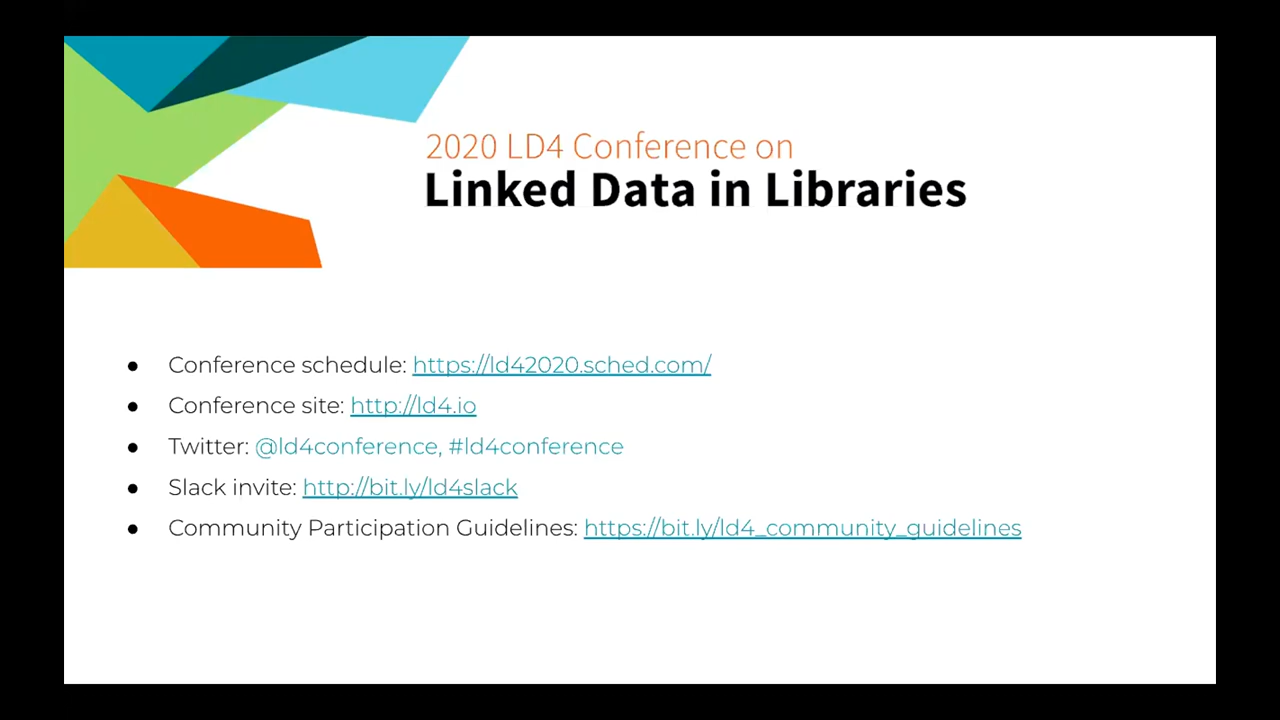 2020 LD4 Conference on
Linked Data in Libraries
● Conference schedule: https://ld42020.sched.com/
● Conference site: http://ld4.io
● Twitter: @ld4conference, #ld4conference
● Slack invite: http://bit.ly/ld4slack
● Community Participation Guidelines: https://bit.ly/ld4_community_guidelines